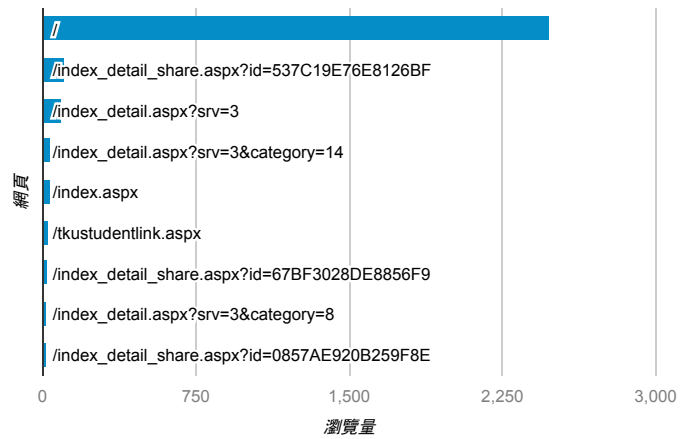 /
/index_detail_share.aspx?id=537C19E76E8126BF
/index_detail.aspx?srv=3
/index_detail.aspx?srv=3&category=14
/index.aspx
/tkustudentlink.aspx
/index_detail_share.aspx?id=67BF3028DE8856F9
/index_detail.aspx?srv=3&category=8
/index_detail_share.aspx?id=0857AE920B259F8E
網頁
0 750 1,500 2,250 3,000
瀏覽量